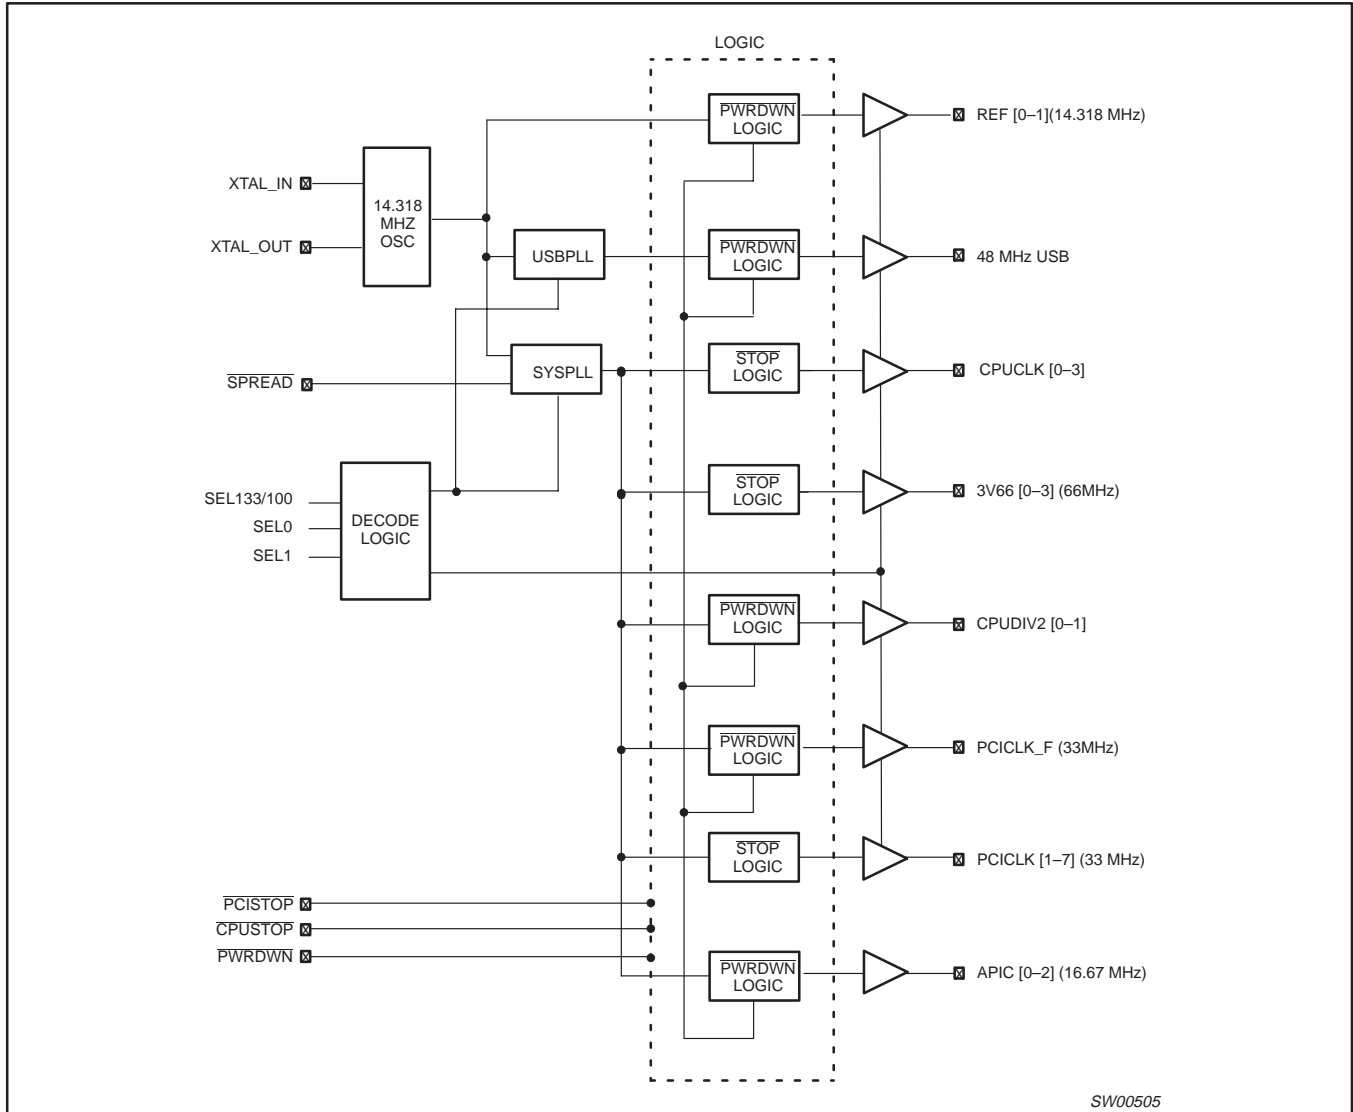 LOGIC
PWRDWN
LOGIC
REF [0–1](14.318 MHz)
XTAL_IN
14.318
MHZ
OSC
XTAL_OUT
USBPLL
PWRDWN
LOGIC
48 MHz USB
SPREAD
SYSPLL
STOP
LOGIC
CPUCLK [0–3]
SEL133/100
SEL0
SEL1
DECODE
LOGIC
STOP
LOGIC
3V66 [0–3] (66MHz)
PWRDWN
LOGIC
CPUDIV2 [0–1]
PWRDWN
LOGIC
PCICLK_F (33MHz)
STOP
LOGIC
PCICLK [1–7] (33 MHz)
PCISTOP
CPUSTOP
PWRDWN
PWRDWN
LOGIC
APIC [0–2] (16.67 MHz)
SW00505